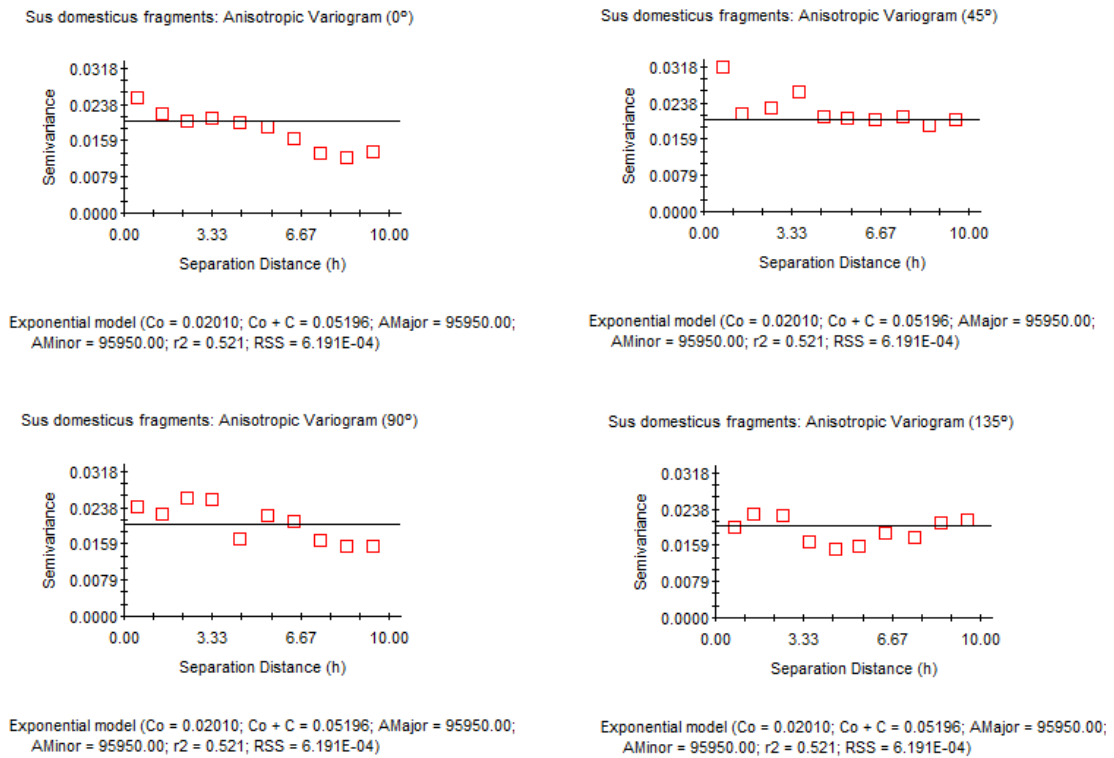 Sus domesticus fragments: Anisotropic Variogram (0º)
0.0318
0.0238
0.0159
0.0079
0.0000
Semivariance
0.00 3.33 6.67 10.00
Separation Distance (h)
Exponential model (Co = 0.02010; Co + C = 0.05196; AMajor = 95950.00;
AMinor = 95950.00; r2 = 0.521; RSS = 6.191E-04)
Sus domesticus fragments: Anisotropic Variogram (45º)
0.0318
0.0238
0.0159
0.0079
0.0000
Semivariance
0.00 3.33 6.67 10.00
Separation Distance (h)
Exponential model (Co = 0.02010; Co + C = 0.05196; AMajor = 95950.00;
AMinor = 95950.00; r2 = 0.521; RSS = 6.191E-04)
Sus domesticus fragments: Anisotropic Variogram (90º)
0.0318
0.0238
0.0159
0.0079
0.0000
Semivariance
0.00 3.33 6.67 10.00
Separation Distance (h)
Exponential model (Co = 0.02010; Co + C = 0.05196; AMajor = 95950.00;
AMinor = 95950.00; r2 = 0.521; RSS = 6.191E-04)
Sus domesticus fragments: Anisotropic Variogram (135º)
0.0318
0.0238
0.0159
0.0079
0.0000
Semivariance
0.00 3.33 6.67 10.00
Separation Distance (h)
Exponential model (Co = 0.02010; Co + C = 0.05196; AMajor = 95950.00;
AMinor = 95950.00; r2 = 0.521; RSS = 6.191E-04)